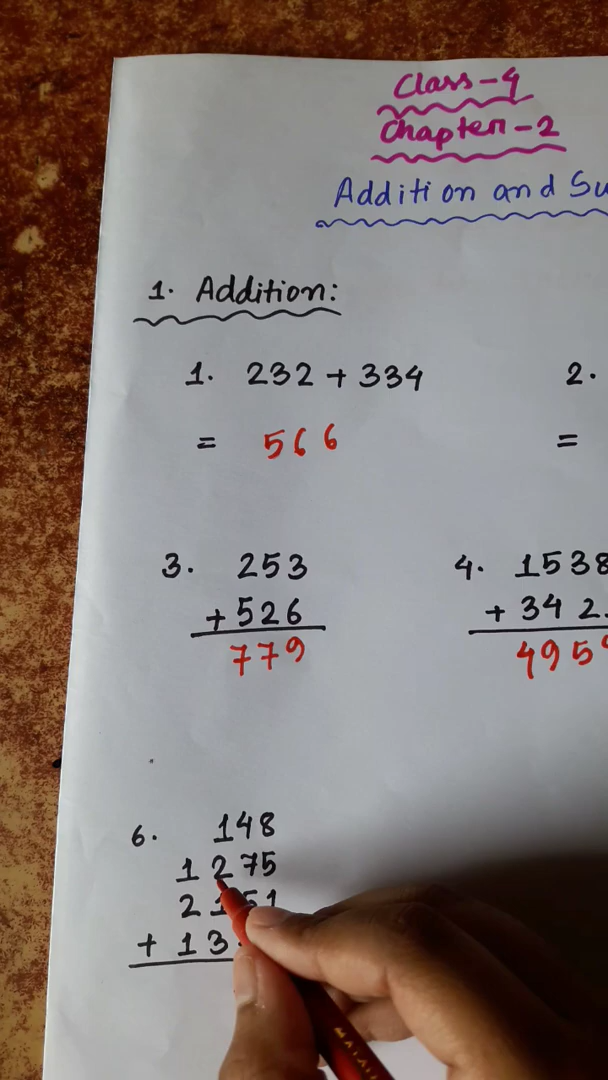 Class-4
Chapter-2
Addition and Su
1. Addition:
1. 232 + 334
2.
= 566
=
3. 253
+ 526
779
4. 1538
+ 342
495
6. 148
1275
2151
+ 13